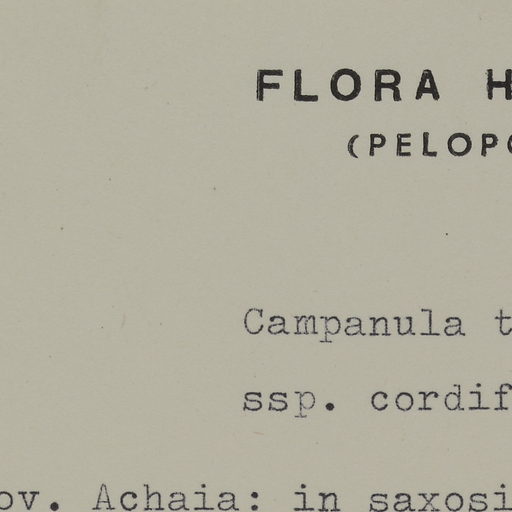 FLORA H
(PELOPO
Campanula t
ssp. cordif
ov. Achaia: in saxosi